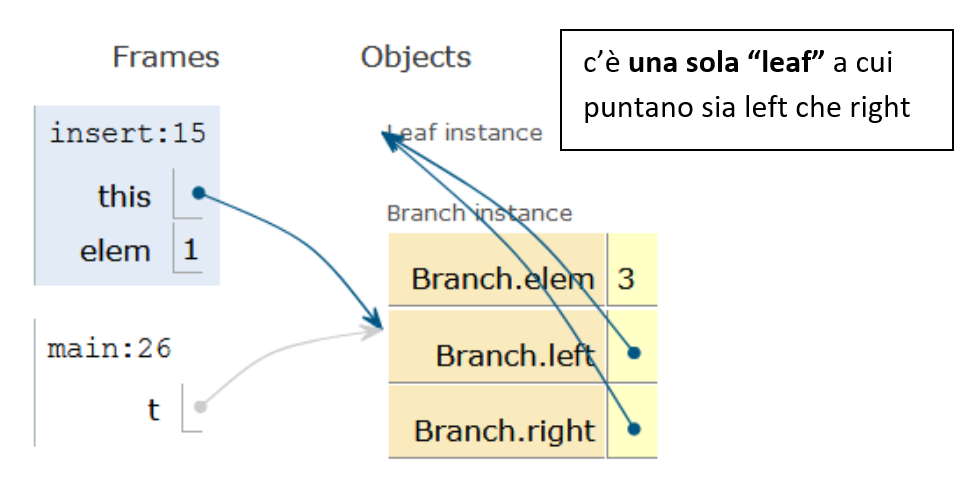 Frames
Objects
c'è una sola “leaf” a cui
puntano sia left che right
insert:15
Leaf instance
this
elem 1
Branch instance
Branch.elem 3
main:26
Branch.left
t
Branch.right